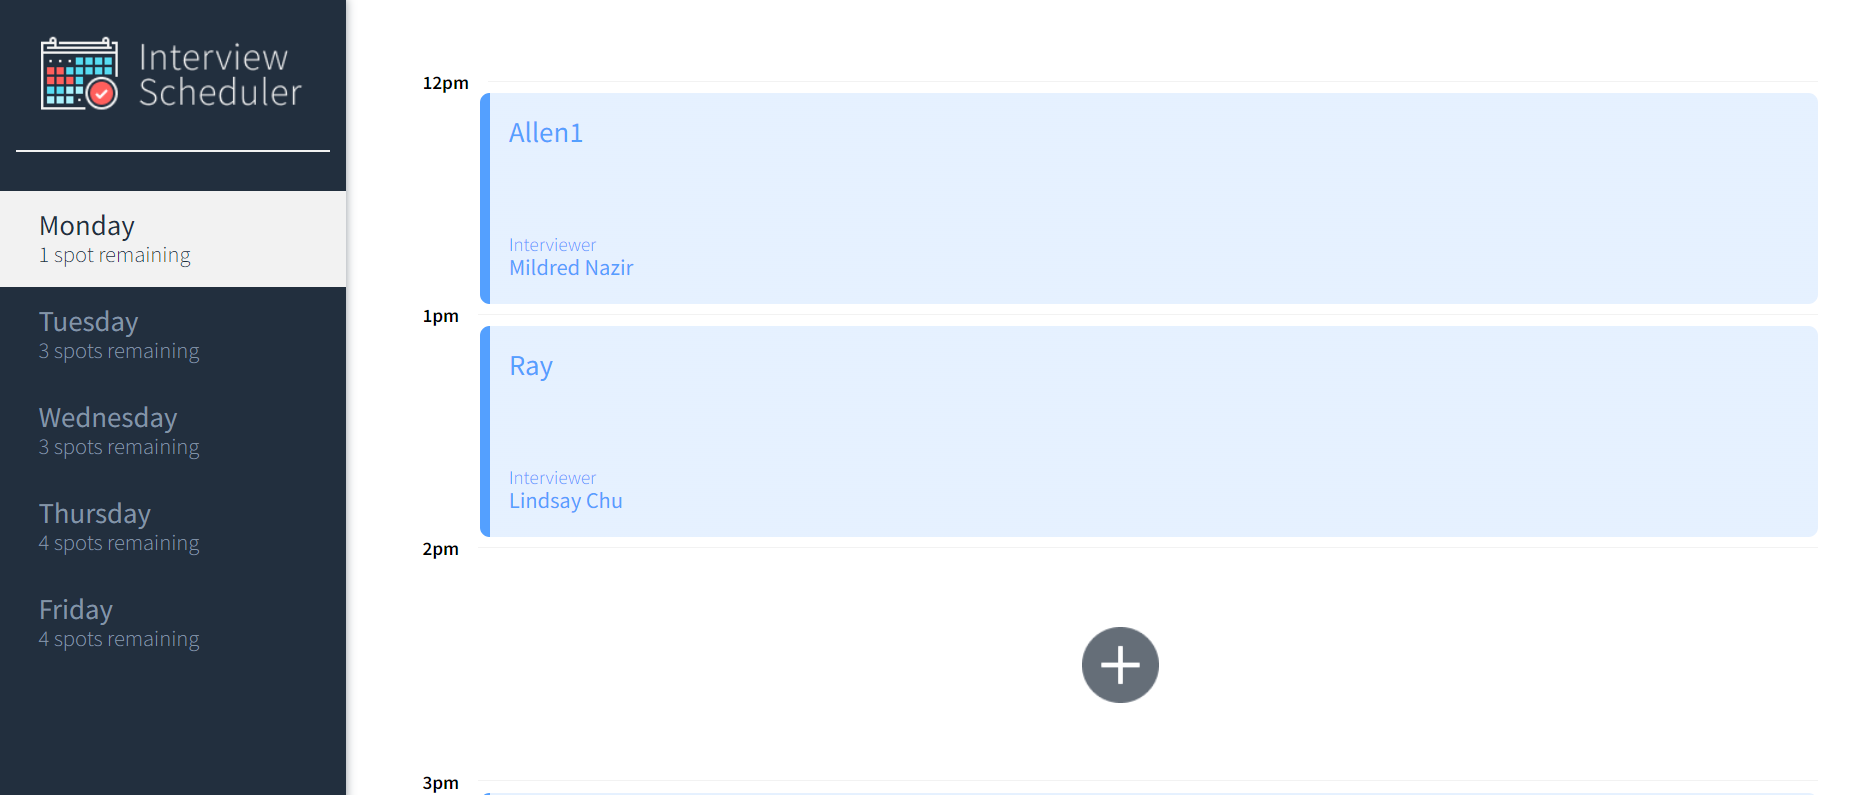 Interview
Scheduler
Monday
1 spot remaining
Tuesday
3 spots remaining
Wednesday
3 spots remaining
Thursday
4 spots remaining
Friday
4 spots remaining
12pm
Allen1
Interviewer
Mildred Nazir
1pm
Ray
Interviewer
Lindsay Chu
2pm
3pm